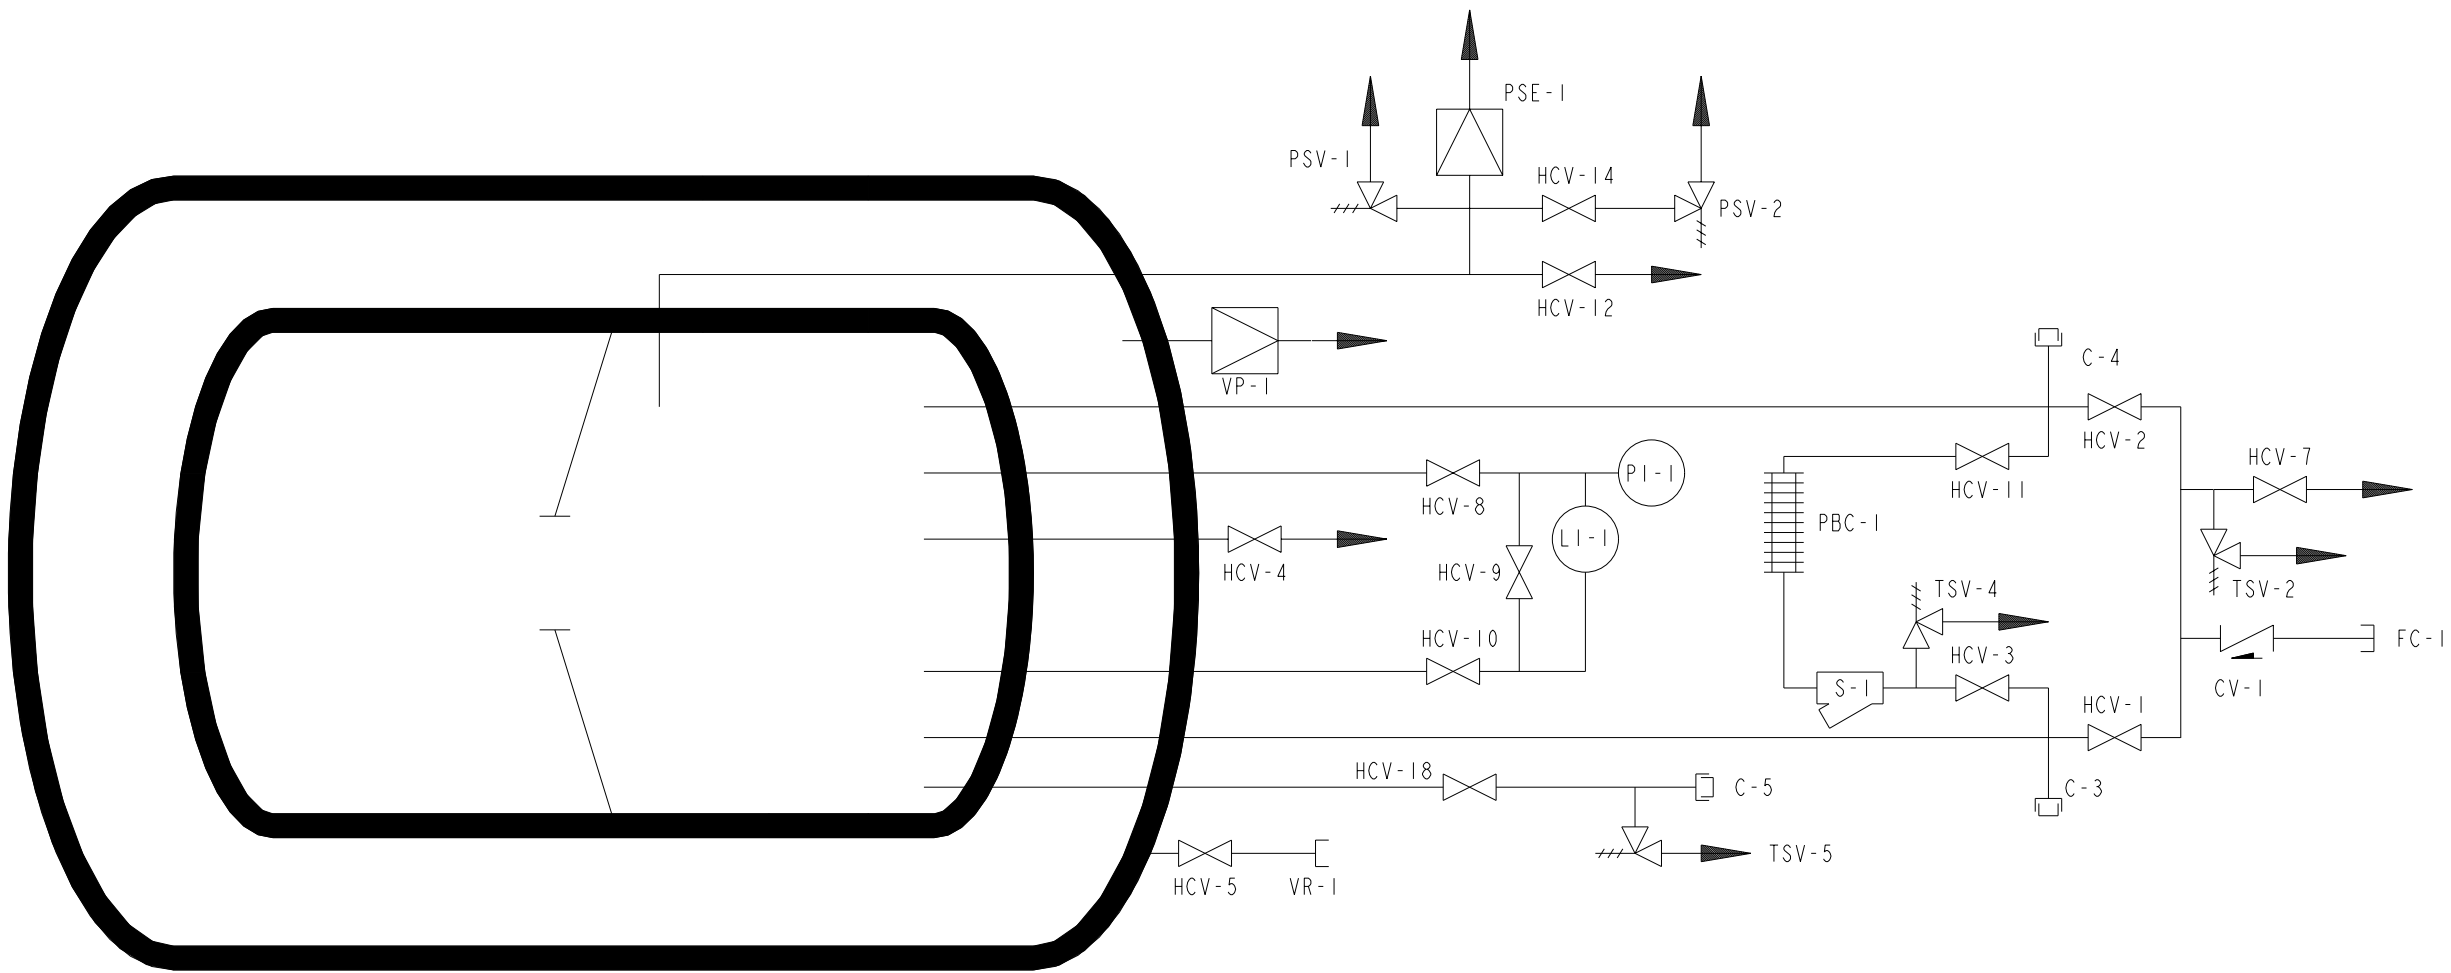 PSE-1
PSV-1
HCV-14
PSV-2
HCV-12
VP-1
C-4
HCV-2
HCV-7
PI-1
HCV-11
HCV-8
PBC-1
LI-1
HCV-4
HCV-9
TSV-4
TSV-2
HCV-10
HCV-3
FC-1
S-1
CV-1
HCV-1
HCV-18
C-5
C-3
TSV-5
HCV-5
VR-1